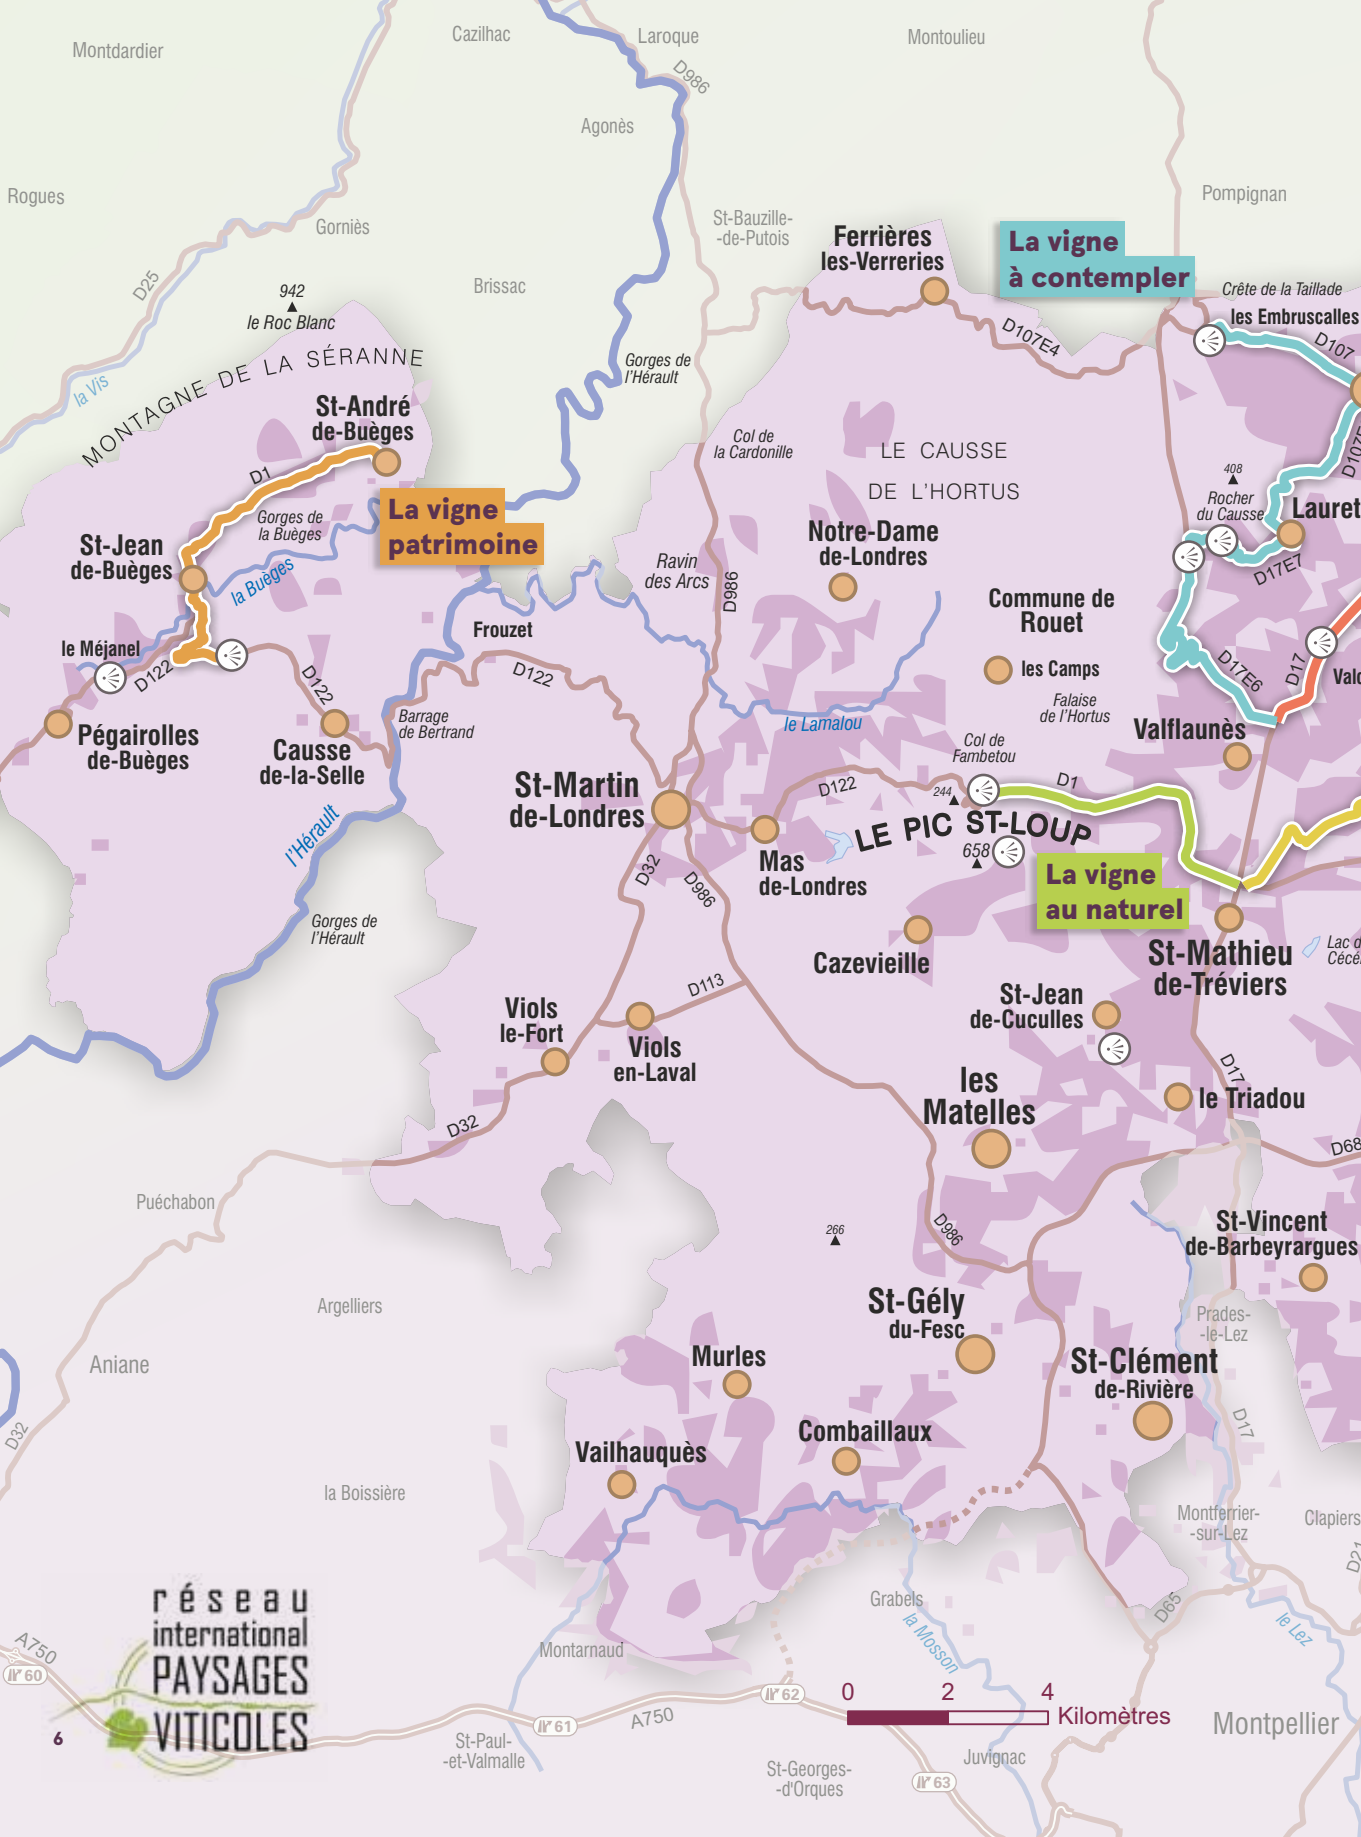 Montdardier
Cazilhac
Laroque
Montoulieu
D986
Agonès
Rogues
Gorniès
St-Bauzille-
-de-Putois
Pompignan
Ferrières
les-Verreries
La vigne
à contempler
D25
Brissac
942
le Roc Blanc
Crête de la Taillade
les Embruscalles
D107
D107E4
MONTAGNE DE LA SÉRANNE
la Vis
Gorges de
l'Hérault
St-André
de-Buèges
D1
Col de
la Cardonille
LE CAUSSE
DE L'HORTUS
408
Rocher
du Causse
Lauret
La vigne
patrimoine
Gorges de
la Buèges
St-Jean
de-Buèges
la Buèges
Notre-Dame
de-Londres
Ravin
des Arcs
D986
D17E7
Commune de
Rouet
les Camps
Frouzet
le Méjanel
D122
D122
D122
D17E6
D17
Falaise
de l'Hortus
Barrage
de Bertrand
le Lamalou
Valflaunès
Pégairolles
de-Buèges
Causse
de-la-Selle
Col de
Fambetou
D1
St-Martin
de-Londres
D122
244
LE PIC ST-LOUP
658
l'Hérault
Mas
de-Londres
La vigne
au naturel
D32
D986
Gorges de
l'Hérault
Cazevieille
St-Mathieu
de-Tréviers
St-Jean
de-Cuculles
D113
Viols
le-Fort
Viols
en-Laval
les
Matelles
D17
le Triadou
D32
D68
Puéchabon
266
D986
St-Vincent
de-Barbeyrargues
Argelliers
St-Gély
du-Fesc
Prades-
-le-Lez
Aniane
Murles
St-Clément
de-Rivière
D32
D17
Combaillaux
Vailhauquès
la Boissière
Montferrier-
-sur-Lez
Clapiers
D21
réseau
international
PAYSAGES
VITICOLES
Grabels
D65
le Lez
la Mosson
Montarnaud
A750
60
6
61
A750
62
0 2 4
Kilomètres
Montpellier
St-Paul-
-et-Valmalle
St-Georges-
-d'Orques
Juvignac
63